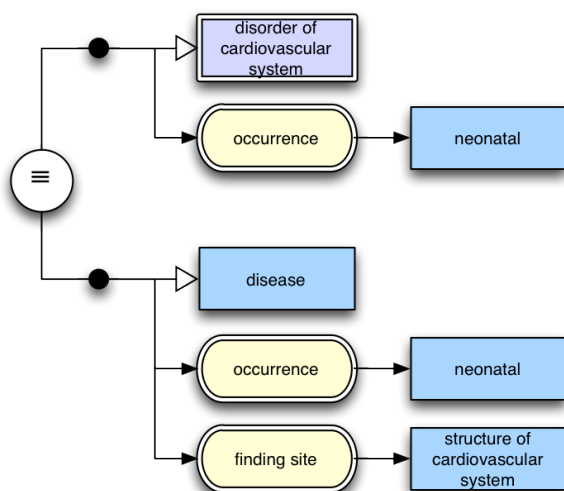 disorder of
cardiovascular
system
occurrence
neonatal
≡
disease
occurrence
neonatal
finding site
structure of
cardiovascular
system